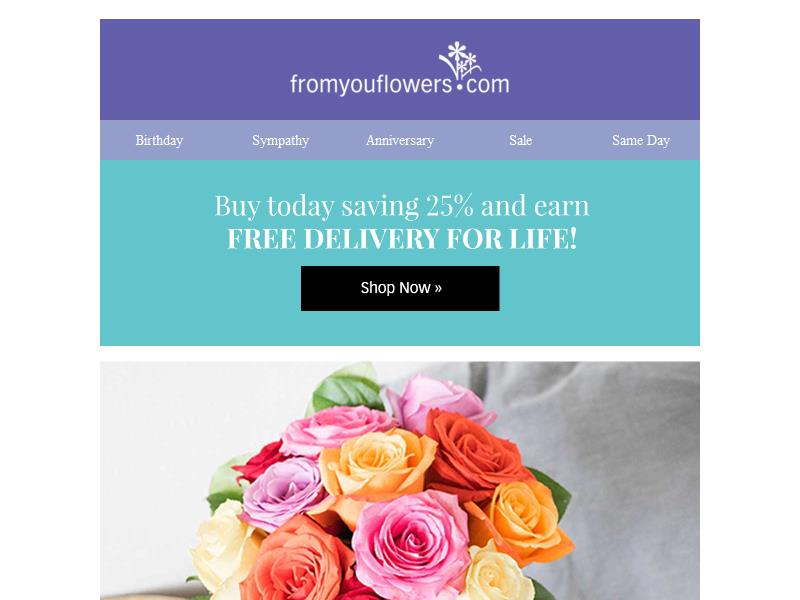 fromyouflowers.com
Birthday Sympathy Anniversary Sale Same Day
Buy today saving 25% and earn
FREE DELIVERY FOR LIFE!
Shop Now »